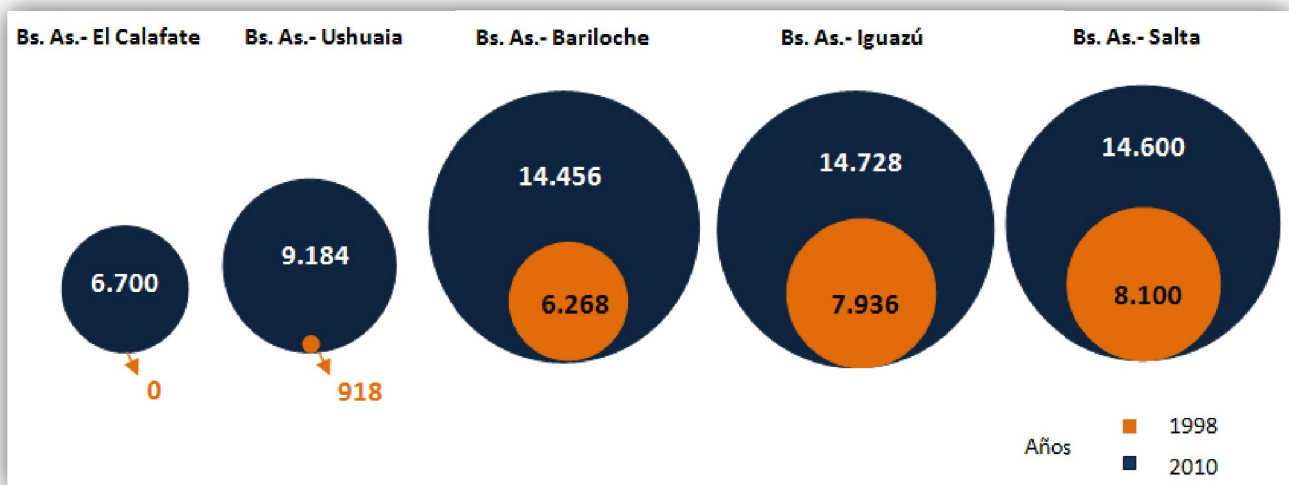 Bs. As.- El Calafate
Bs. As.- Ushuaia
Bs. As.- Bariloche
Bs. As.- Iguazú
Bs. As.- Salta
6.700
0
9.184
918
14.456
6.268
14.728
7.936
14.600
8.100
Años
1998
2010